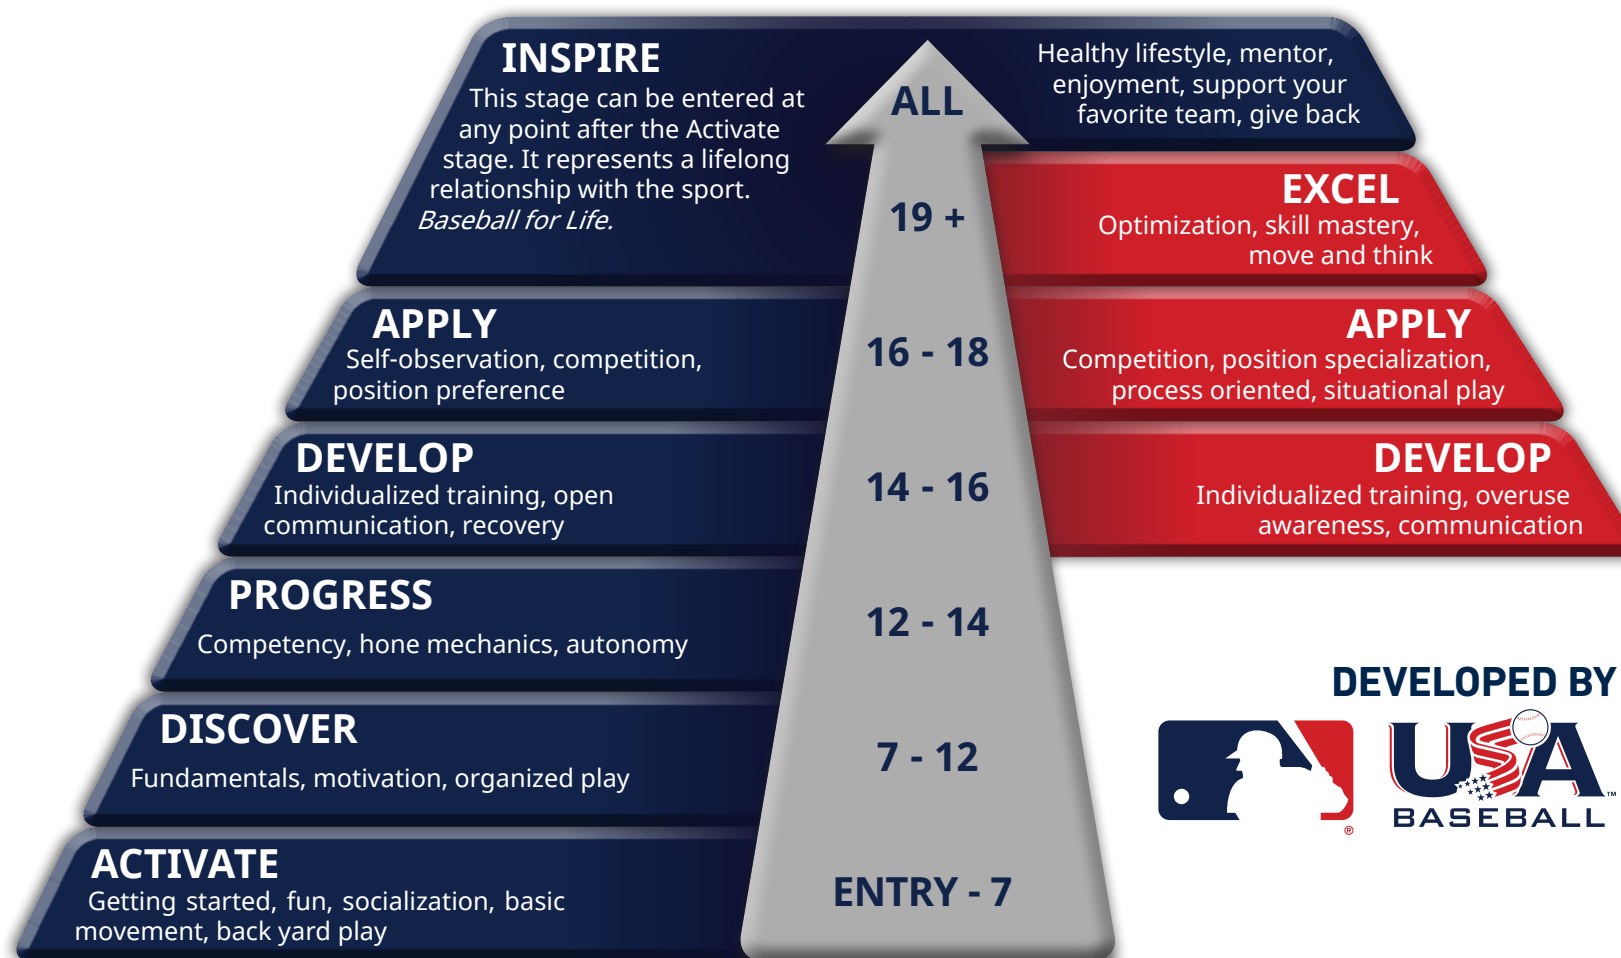 INSPIRE
This stage can be entered at
any point after the Activate
stage. It represents a lifelong
relationship with the sport.
Baseball for Life.
ALL
Healthy lifestyle, mentor,
enjoyment, support your
favorite team, give back
19 +
EXCEL
Optimization, skill mastery,
move and think
APPLY
Self-observation, competition,
position preference
16 - 18
APPLY
Competition, position specialization,
process oriented, situational play
DEVELOP
Individualized training, open
communication, recovery
14 - 16
DEVELOP
Individualized training, overuse
awareness, communication
PROGRESS
Competency, hone mechanics, autonomy
12 - 14
DISCOVER
Fundamentals, motivation, organized play
7 - 12
ACTIVATE
Getting started, fun, socialization, basic
movement, back yard play
ENTRY - 7
DEVELOPED BY
®
USA
™
BASEBALL